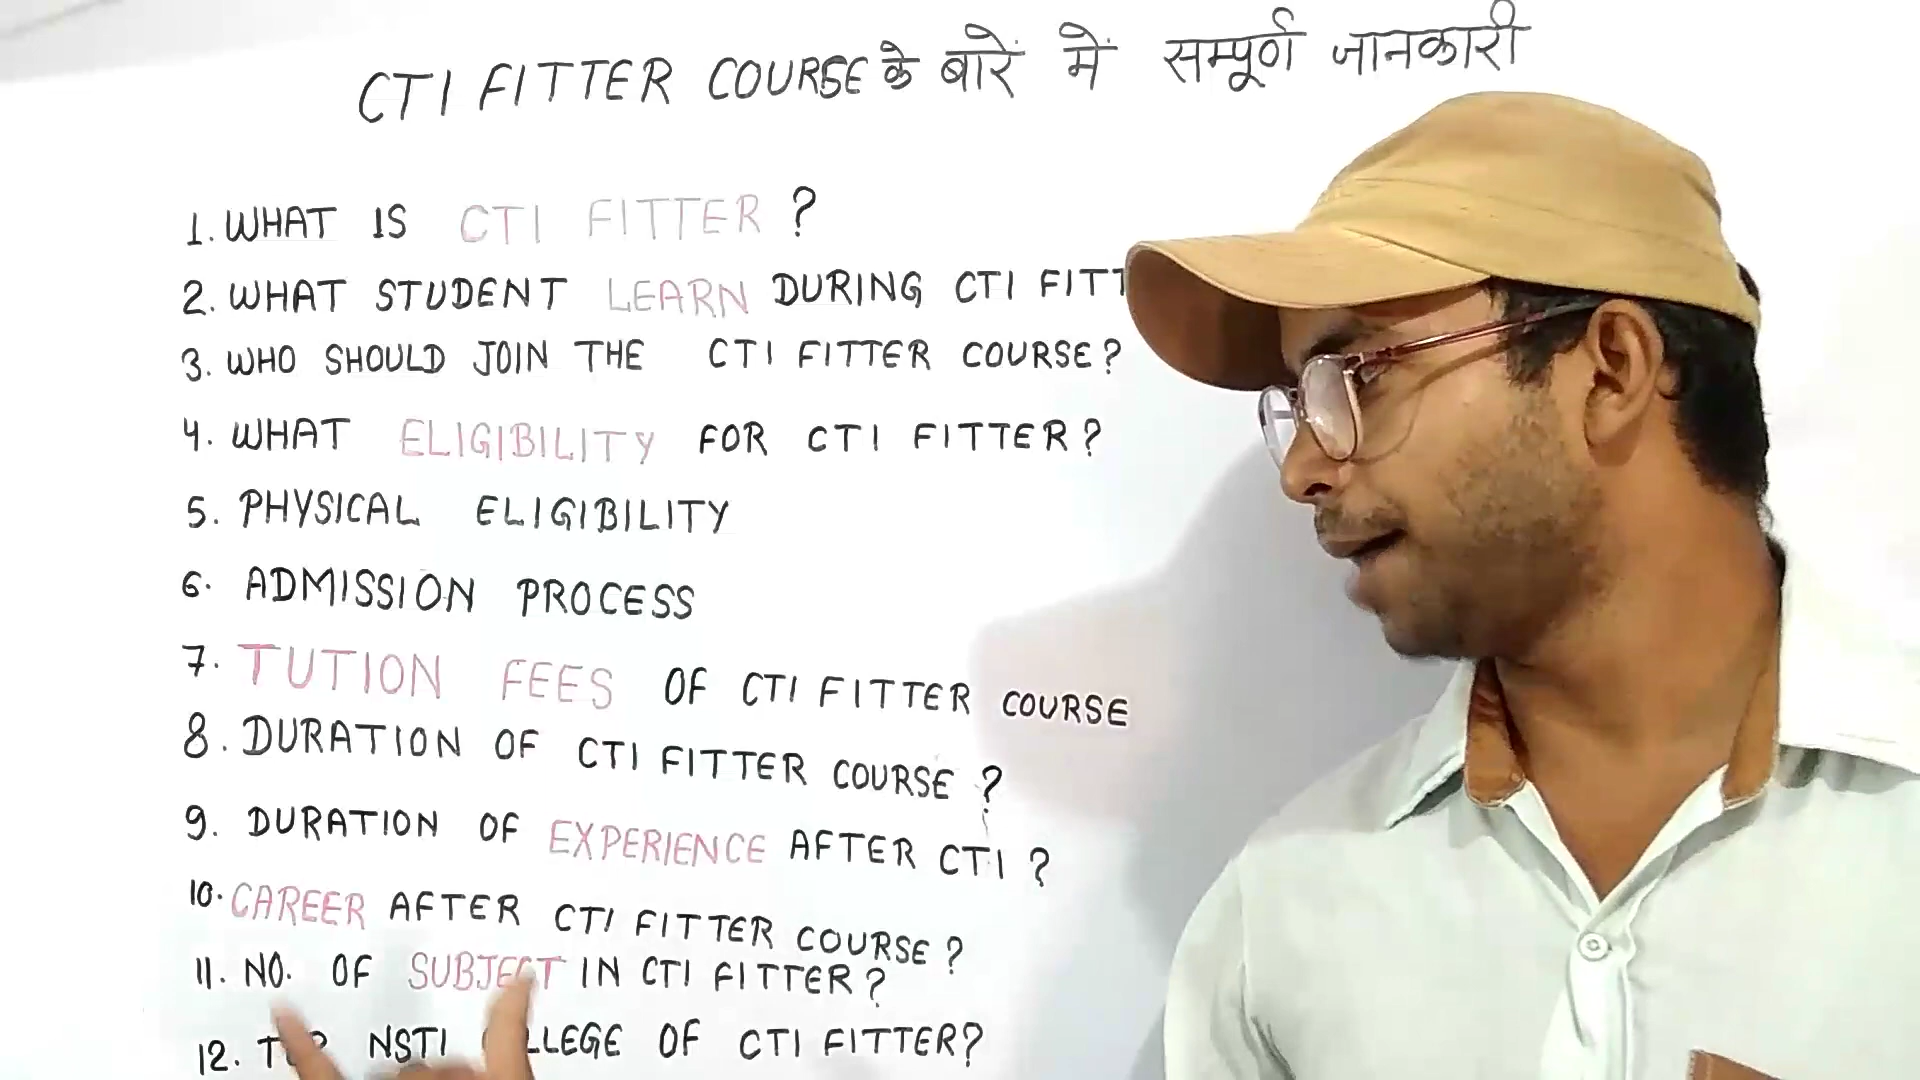 CTI FITTER COURSE के बारें में सम्पूर्ण जानकारी
1. WHAT IS CTI FITTER ?
2. WHAT STUDENT LEARN DURING CTI FITT
3. WHO SHOULD JOIN THE CTI FITTER COURSE?
4. WHAT ELIGIBILITY FOR CTI FITTER?
5. PHYSICAL ELIGIBILITY
6. ADMISSION PROCESS
7. TUTION FEES OF CTI FITTER COURSE
8. DURATION OF CTI FITTER COURSE ?
9. DURATION OF EXPERIENCE AFTER CTI ?
10. CAREER AFTER CTI FITTER COURSE?
11. NO. OF SUBJECT IN CTI FITTER?
12. NSTI OF CTI FITTER?